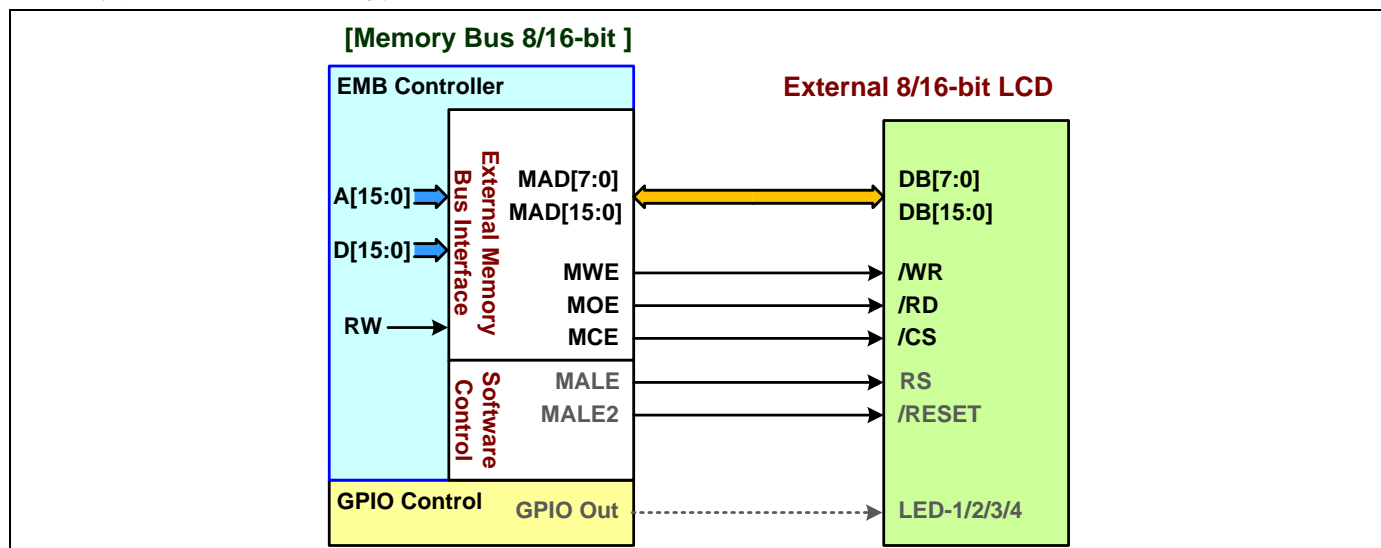 [Memory Bus 8/16-bit ]
EMB Controller
External 8/16-bit LCD
External Memory
Bus Interface
A[15:0]
D[15:0]
RW
MAD[7:0]
MAD[15:0]
DB[7:0]
DB[15:0]
MWE
/WR
MOE
/RD
MCE
/CS
Software
Control
MALE
RS
MALE2
/RESET
GPIO Control
GPIO Out
LED-1/2/3/4